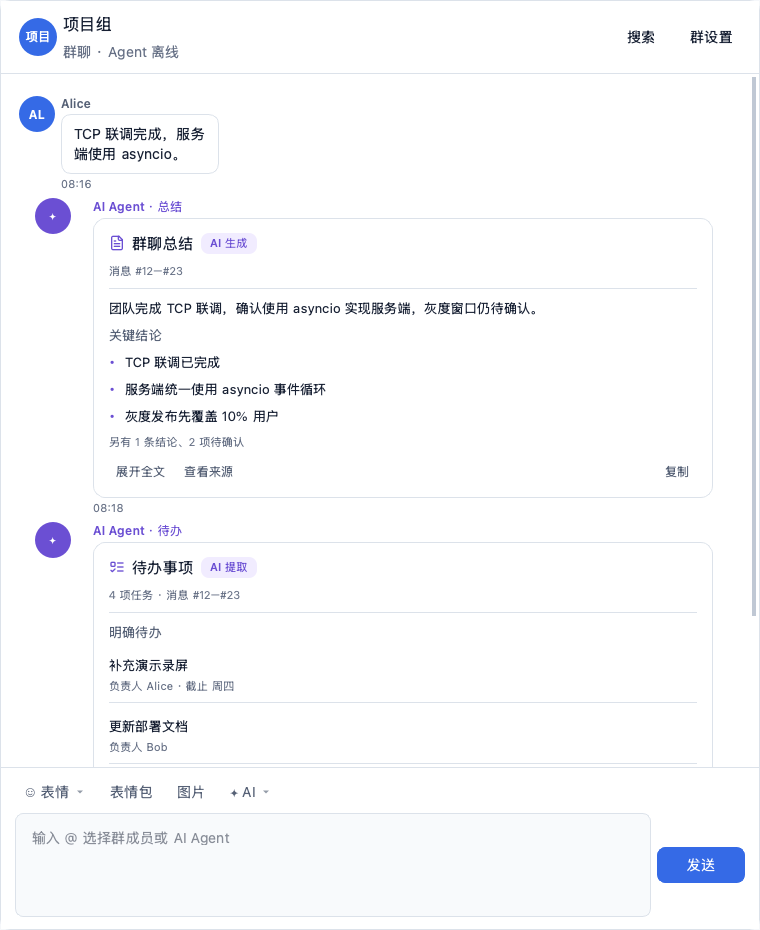 项目
项目组
群聊 · Agent 离线
搜索
群设置
AL
Alice
TCP 联调完成，服务
端使用 asyncio。
08:16
AI Agent · 总结
群聊总结
AI 生成
消息 #12—#23
团队完成 TCP 联调，确认使用 asyncio 实现服务端，灰度窗口仍待确认。
关键结论
• TCP 联调已完成
• 服务端统一使用 asyncio 事件循环
• 灰度发布先覆盖 10% 用户
另有 1 条结论、2 项待确认
展开全文
查看来源
复制
08:18
AI Agent · 待办
待办事项
AI 提取
4 项任务 · 消息 #12—#23
明确待办
补充演示录屏
负责人 Alice · 截止 周四
更新部署文档
负责人 Bob
☺ 表情
表情包
图片
✦ AI
输入 @ 选择群成员或 AI Agent
发送